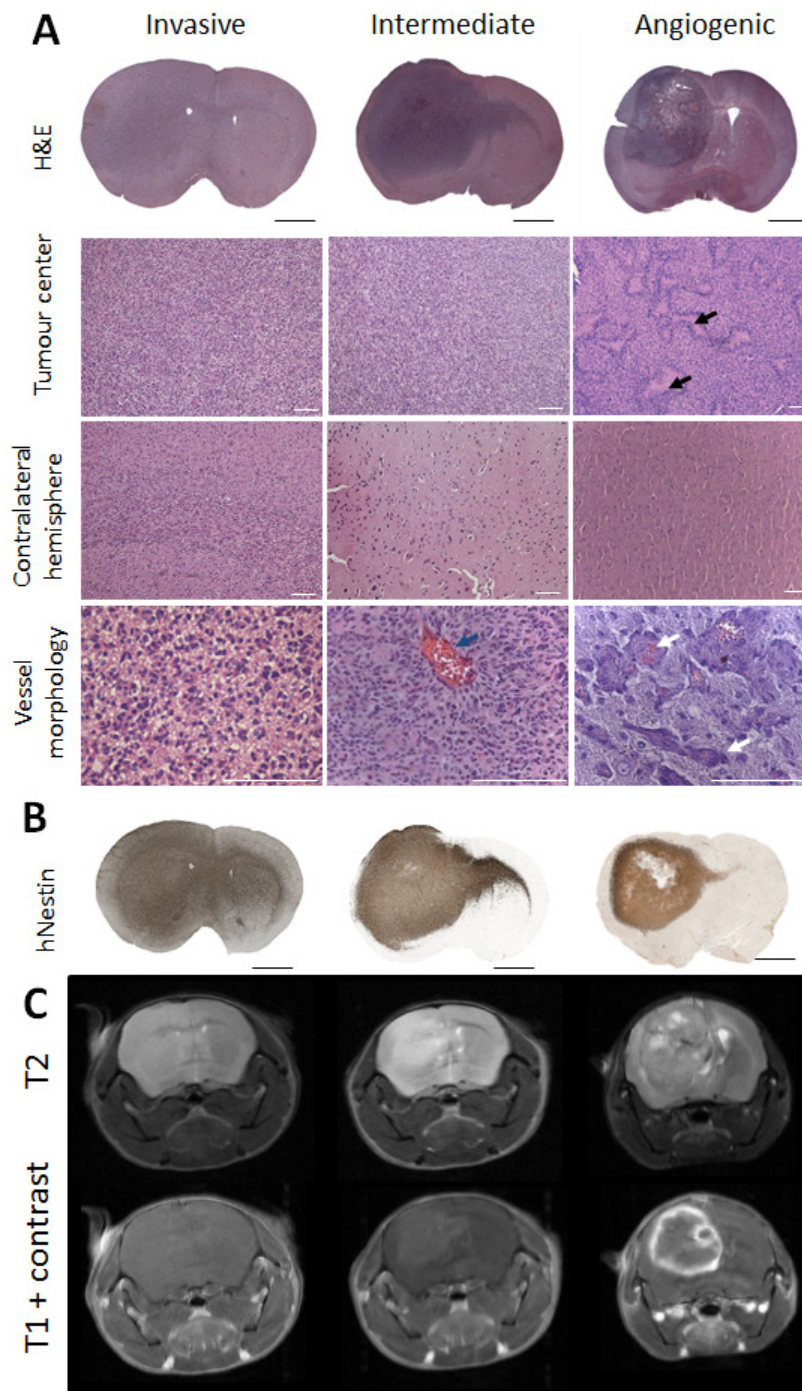 A
Invasive
Intermediate
Angiogenic
H&E
Tumour center
Contralateral
hemisphere
Vessel
morphology
B
hNestin
C
T2
T1 + contrast